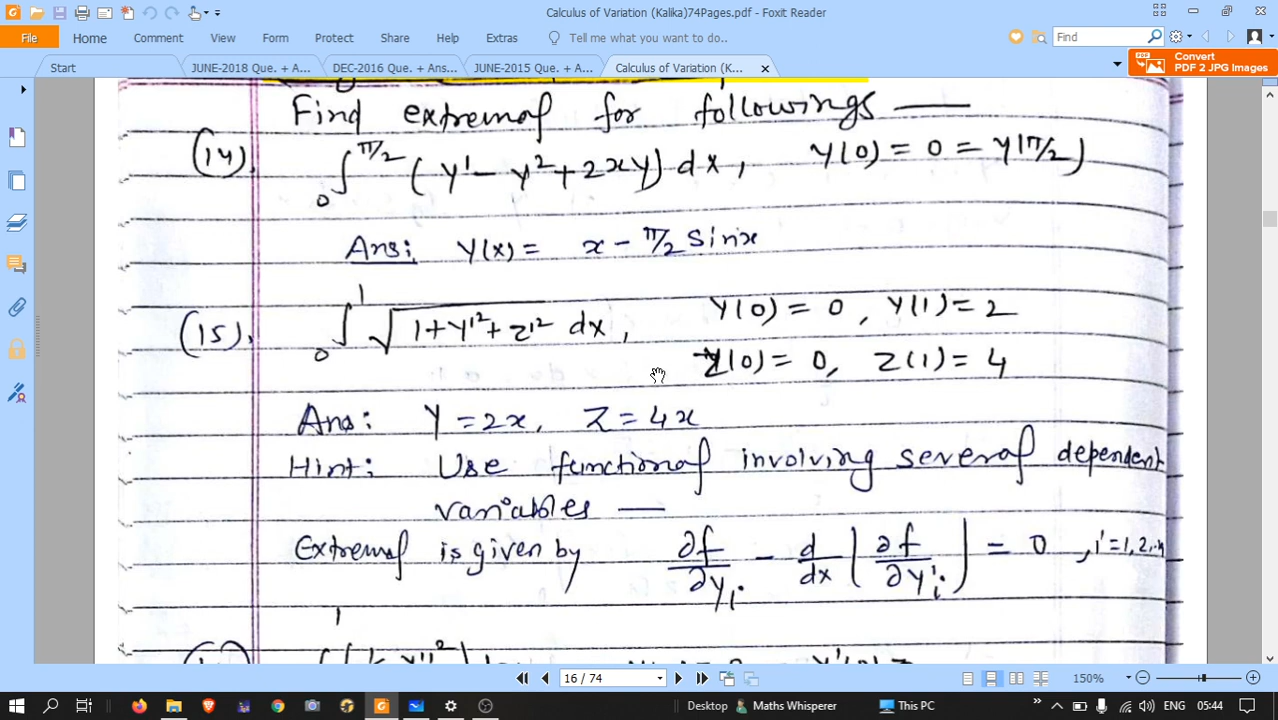 Calculus of Variation (Kalika)74Pages.pdf - Foxit Reader
File Home Comment View Form Protect Share Help Extras Tell me what you want to do.. Find
Start JUNE-2018 Que. + A... DEC-2016 Que. + Ans... JUNE-2015 Que. + A... Calculus of Variation (K...
Convert
PDF 2 JPG Images
Find extremal for followings —
(14). ∫₀^{π/2} (y' - y² + 2xy) dx, y(0) = 0 = y(π/2)
Ans: y(x) = x - π/2 Sinx
(15). ∫₀¹ √(1+y'²+z'²) dx, y(0) = 0, y(1) = 2
z(0) = 0, z(1) = 4
Ans: y = 2x, z = 4x
Hint: Use functional involving several dependent
variables —
Extremal is given by ∂f/∂yᵢ - d/dx (∂f/∂y'ᵢ) = 0, i=1,2,..n
16 / 74 150%
Desktop Maths Whisperer This PC ENG 05:44